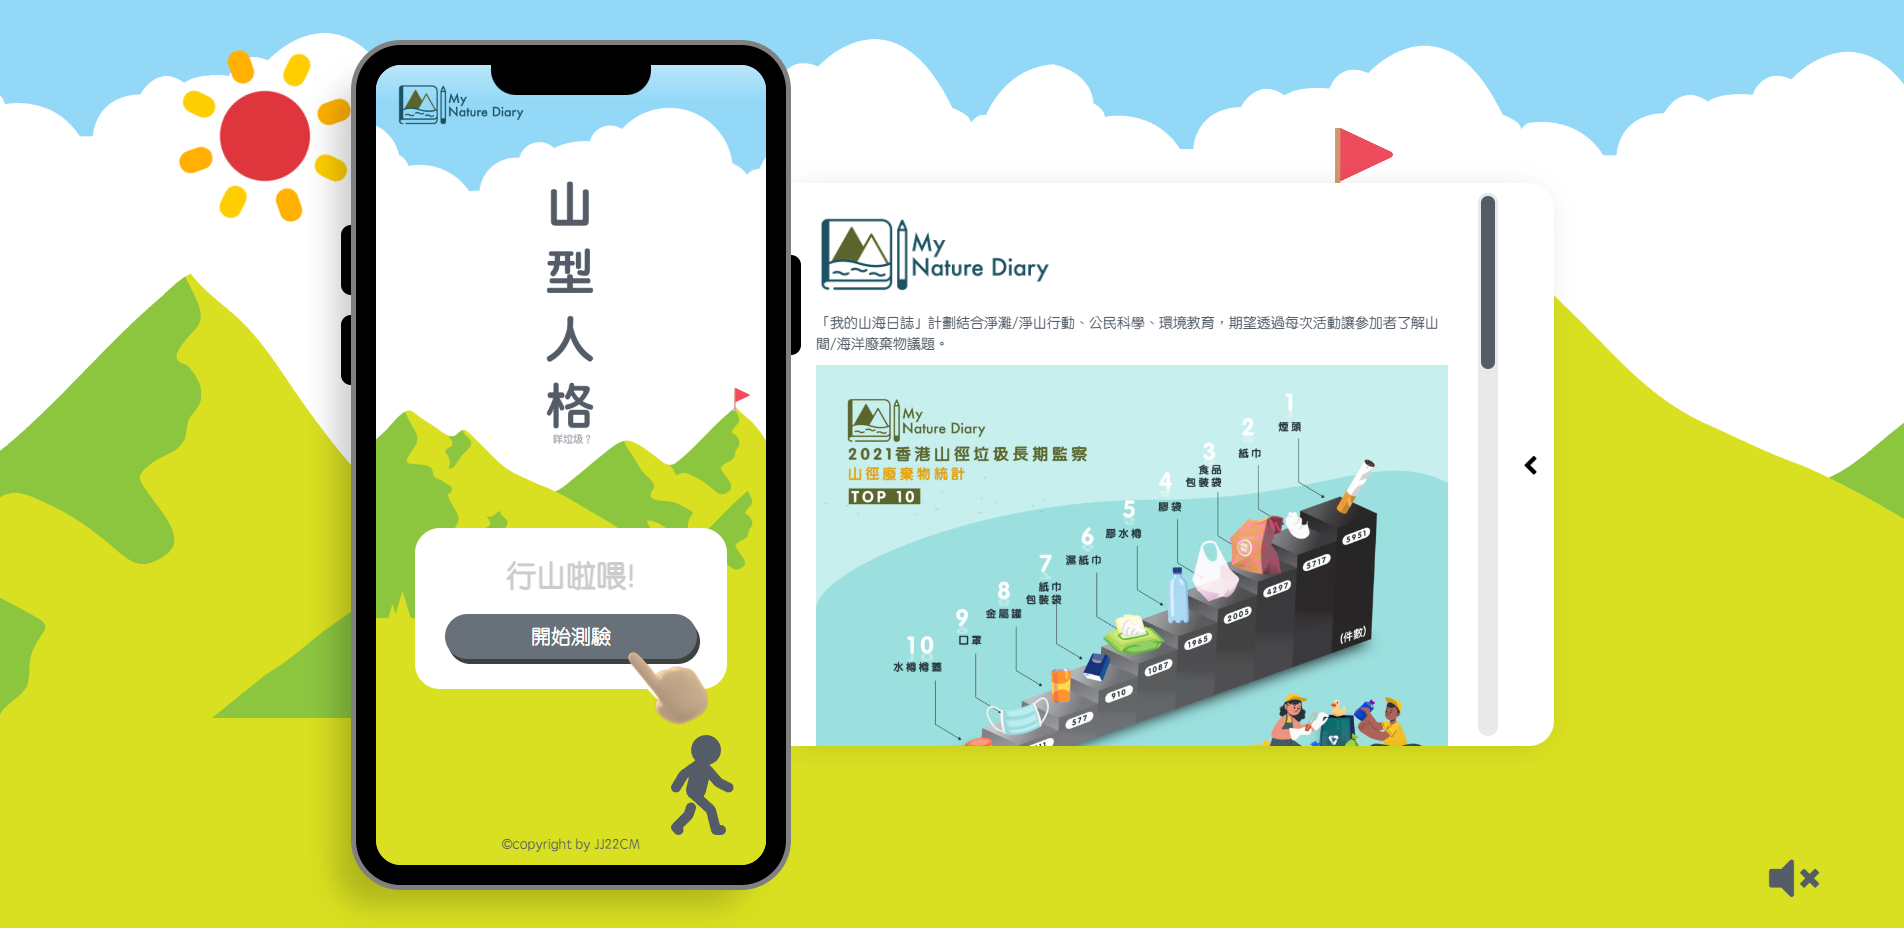 My
Nature Diary
山
型
人
格
咩垃圾？
行山啦喂!
開始測驗
©copyright by JJ22CM
My
Nature Diary
「我的山海日誌」計劃結合淨灘/淨山行動、公民科學、環境教育，期望透過每次活動讓參加者了解山
間/海洋廢棄物議題。
My
Nature Diary
2021香港山徑垃圾長期監察
山徑廢棄物統計
TOP 10
1
煙頭
2
紙巾
3
食品
包裝袋
4
膠袋
5
膠水樽
6
濕紙巾
7
紙巾
包裝袋
8
金屬罐
9
口罩
10
水樽樽蓋
5951
5717
4297
2005
1965
1087
910
577
(件數)